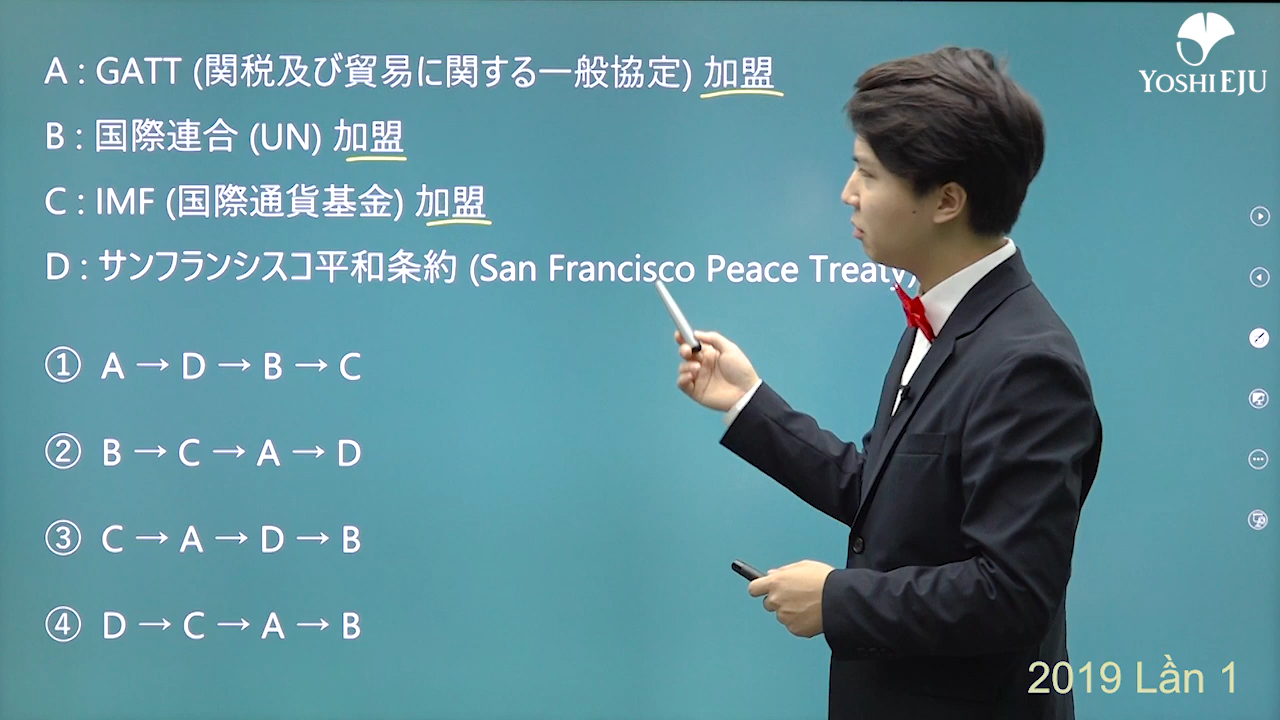 A : GATT (関税及び貿易に関する一般協定) 加盟
B : 国際連合 (UN) 加盟
C : IMF (国際通貨基金) 加盟
D : サンフランシスコ平和条約 (San Francisco Peace Treaty)
① A → D → B → C
② B → C → A → D
③ C → A → D → B
④ D → C → A → B
YOSHI EJU
2019 Lần 1